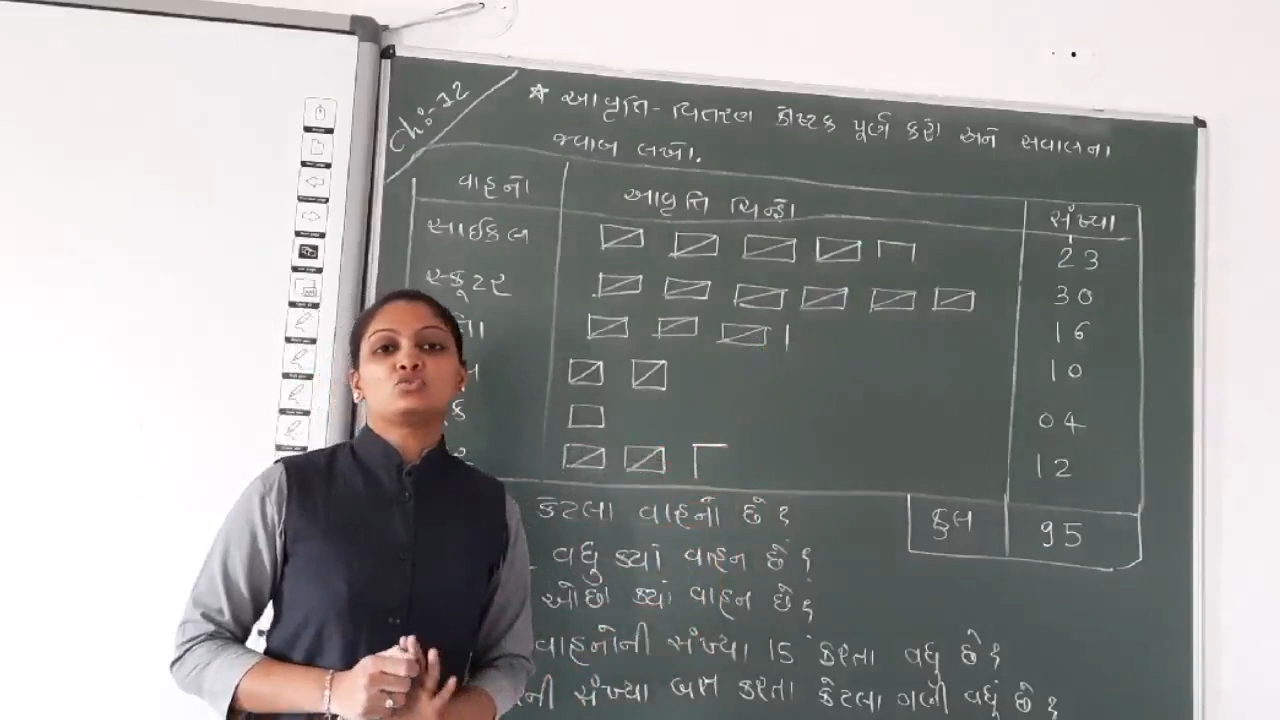 Ch:- 12
* આવૃત્તિ - વિતરણ કોષ્ટક પૂર્ણ કરો અને સવાલના
જવાબ લખો.
વાહનો આવૃત્તિ ચિન્હો સંખ્યા
સાઈકલ 23
સ્કૂટર 30
16
10
04
12
કુલ 95
કેટલા વાહનો છે ?
વધુ ક્યાં વાહન છે ?
ઓછા ક્યાં વાહન છે ?
વાહનોની સંખ્યા 15 કરતા વધુ છે ?
સંખ્યા બસ કરતા કેટલા ગણી વધું છે ?